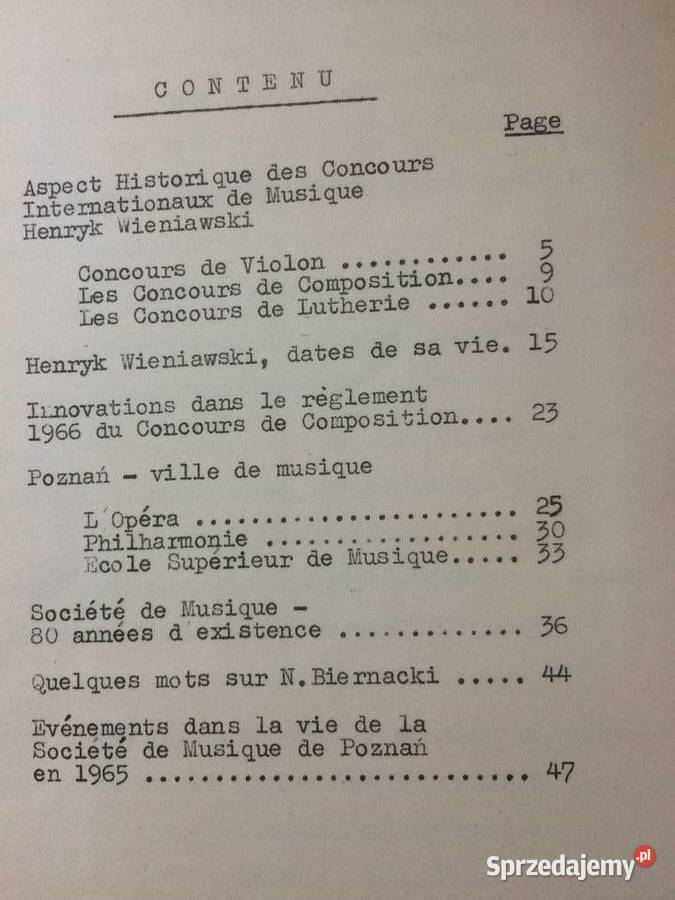 C O N T E N U
Page
Aspect Historique des Concours
Internationaux de Musique
Henryk Wieniawski
Concours de Violon ............ 5
Les Concours de Composition.... 9
Les Concours de Lutherie ...... 10
Henryk Wieniawski, dates de sa vie. 15
Innovations dans le règlement
1966 du Concours de Composition.... 23
Poznań - ville de musique
L'Opéra ....................... 25
Philharmonie .................. 30
Ecole Supérieur de Musique..... 33
Société de Musique -
80 années d'existence ............. 36
Quelques mots sur N.Biernacki ..... 44
Evénements dans la vie de la
Société de Musique de Poznań
en 1965 ............................ 47
Sprzedajemy.pl